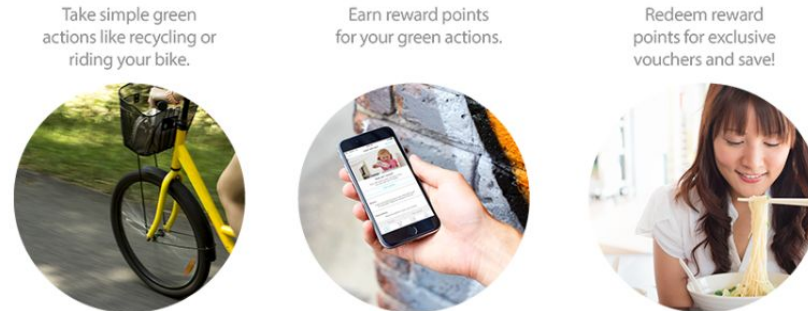 Take simple green
actions like recycling or
riding your bike.
Earn reward points
for your green actions.
Redeem reward
points for exclusive
vouchers and save!